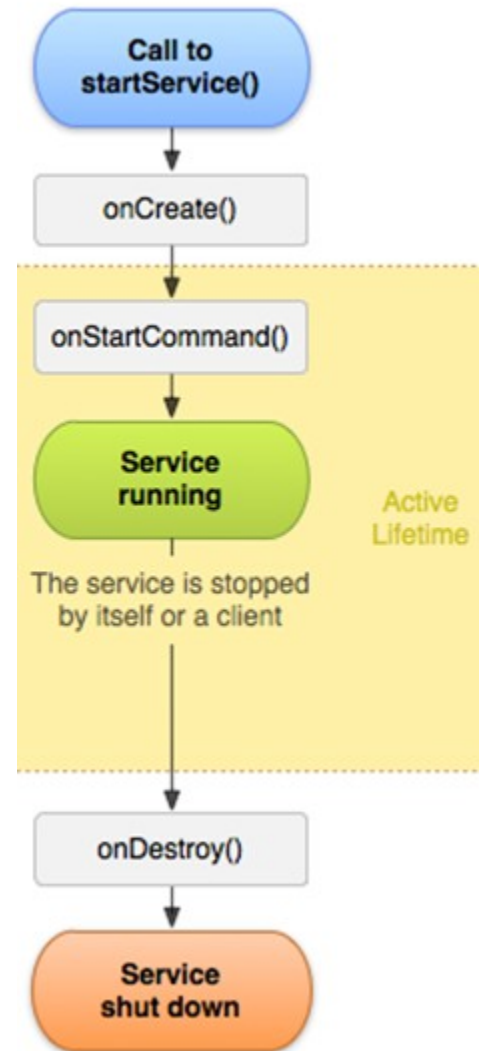 Call to
startService()
onCreate()
onStartCommand()
Service
running
Active
Lifetime
The service is stopped
by itself or a client
onDestroy()
Service
shut down